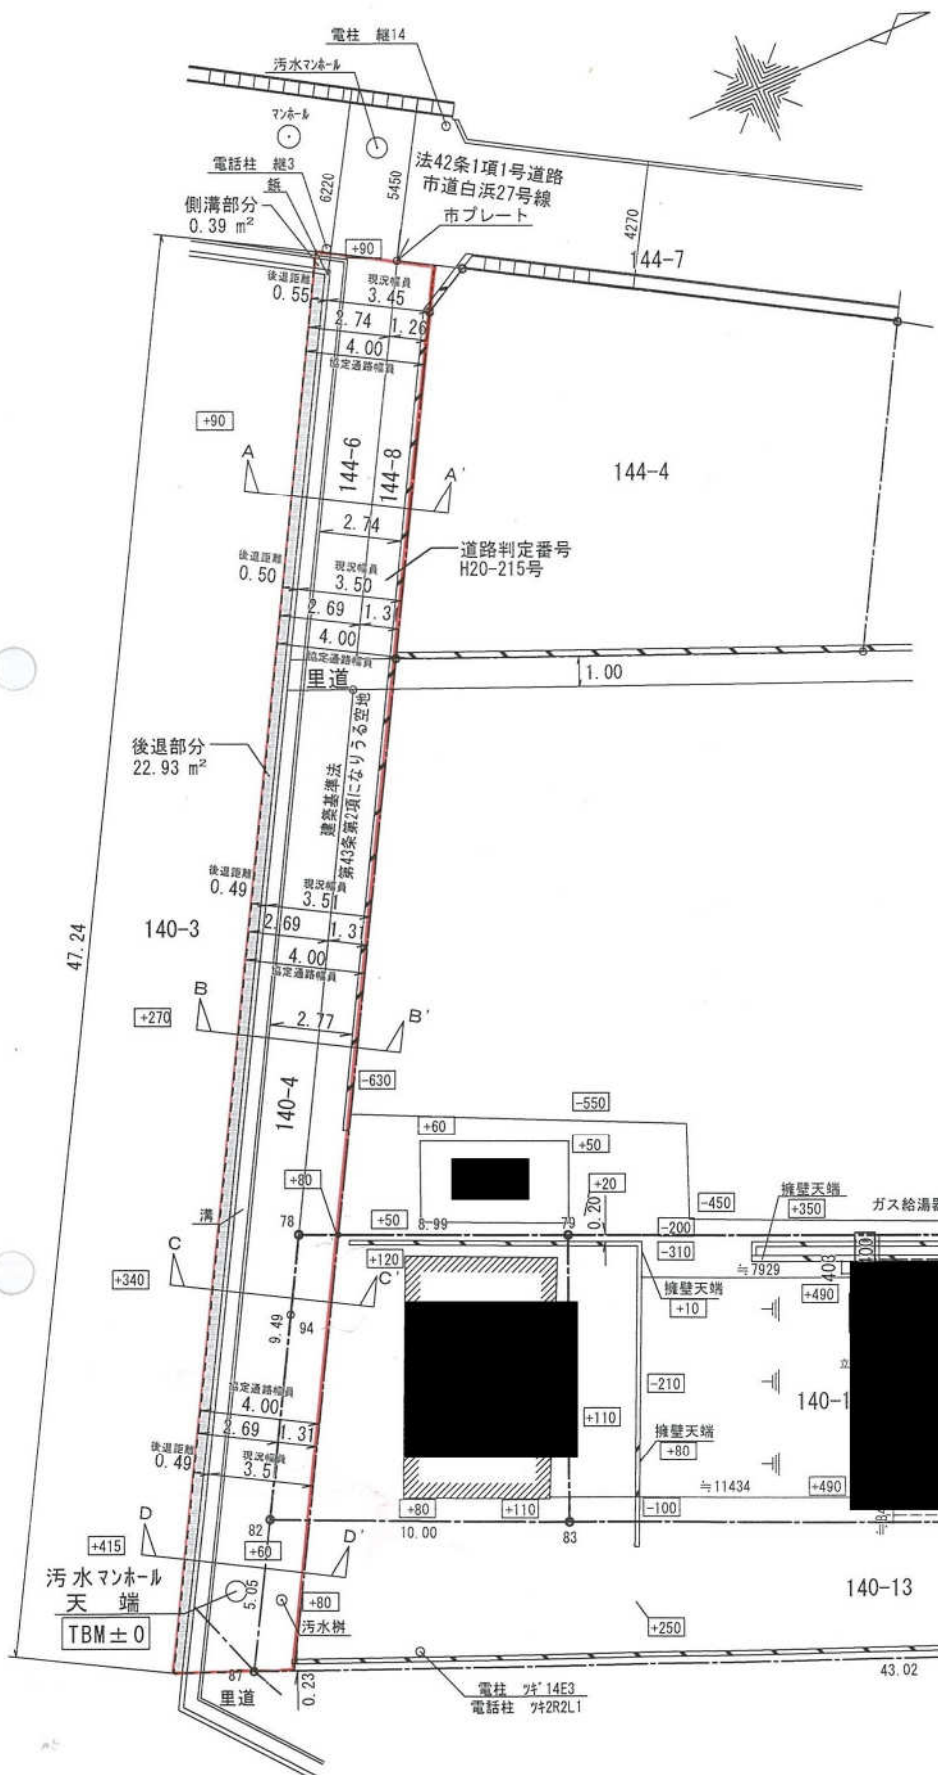 電柱 継14
汚水マンホール
マンホール
電話柱 継3
鋲
側溝部分
0.39 m²
6220
5450
法42条1項1号道路
市道白浜27号線
市プレート
4270
144-7
+90
後退距離
0.55
現況幅員
3.45
2.74
1.26
4.00
協定通路幅員
+90
A
A'
144-6
144-8
144-4
2.74
道路判定番号
H20-215号
後退距離
0.50
現況幅員
3.50
2.69
1.3
4.00
協定通路幅員
里道
1.00
後退部分
22.93 m²
建築基準法
第43条第2項になりうる空地
後退距離
0.49
現況幅員
3.51
2.69
1.31
4.00
協定通路幅員
140-3
47.24
B
B'
+270
2.77
-630
140-4
-550
+60
+50
+80
+20
0.20
-450
擁壁天端
+350
ガス給湯器
溝
78
+50
8.99
79
-200
-310
+120
C
C'
+340
≒7929
403
擁壁天端
+10
+490
9.49
94
-210
立
140-1
協定通路幅員
4.00
2.69
1.31
+110
擁壁天端
+80
後退距離
0.49
現況幅員
3.51
≒11434
+490
+80
+110
-100
D
D'
82
10.00
83
+415
+60
汚水マンホール
天端
TBM±0
5.05
+80
汚水桝
140-13
+250
87
里道
0.23
電柱 ツキ゛14E3
電話柱 ツキ2R2L1
43.02